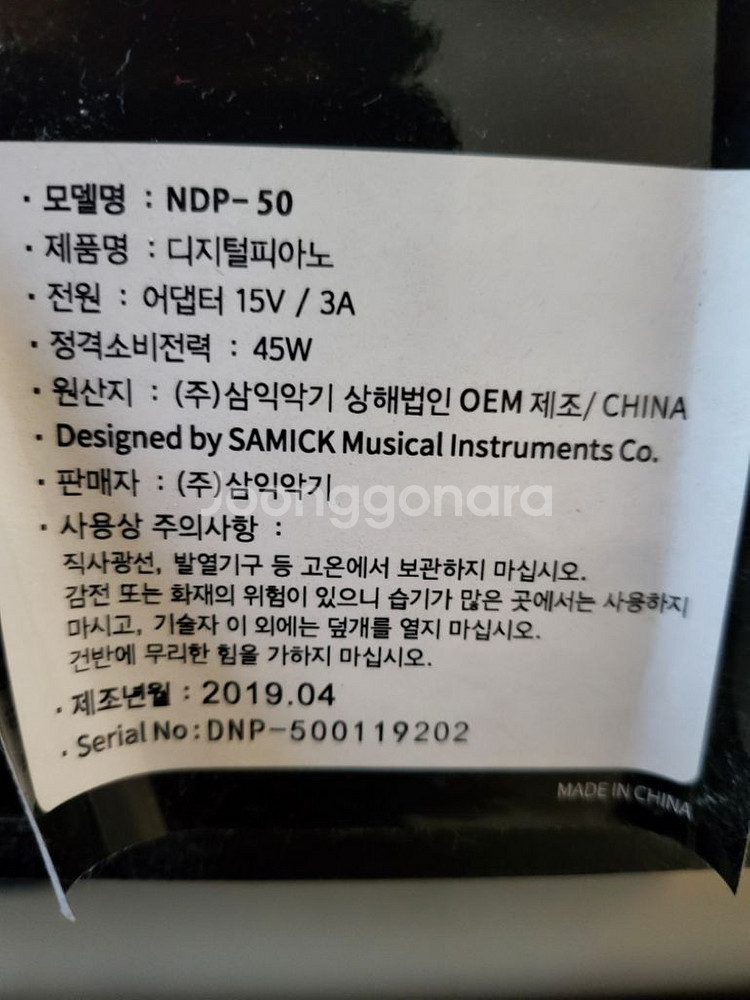 · 모델명 : NDP-50
· 제품명 : 디지털피아노
· 전원 : 어댑터 15V / 3A
· 정격소비전력 : 45W
· 원산지 : (주)삼익악기 상해법인 OEM 제조/ CHINA
· Designed by SAMICK Musical Instruments Co.
· 판매자 : (주)삼익악기
Joonggonara
· 사용상 주의사항 :
직사광선, 발열기구 등 고온에서 보관하지 마십시오.
감전 또는 화재의 위험이 있으니 습기가 많은 곳에서는 사용하지
마시고, 기술자 이 외에는 덮개를 열지 마십시오.
건반에 무리한 힘을 가하지 마십시오.
· 제조년월 : 2019.04
· Serial No:DNP-500119202
MADE IN CHINA